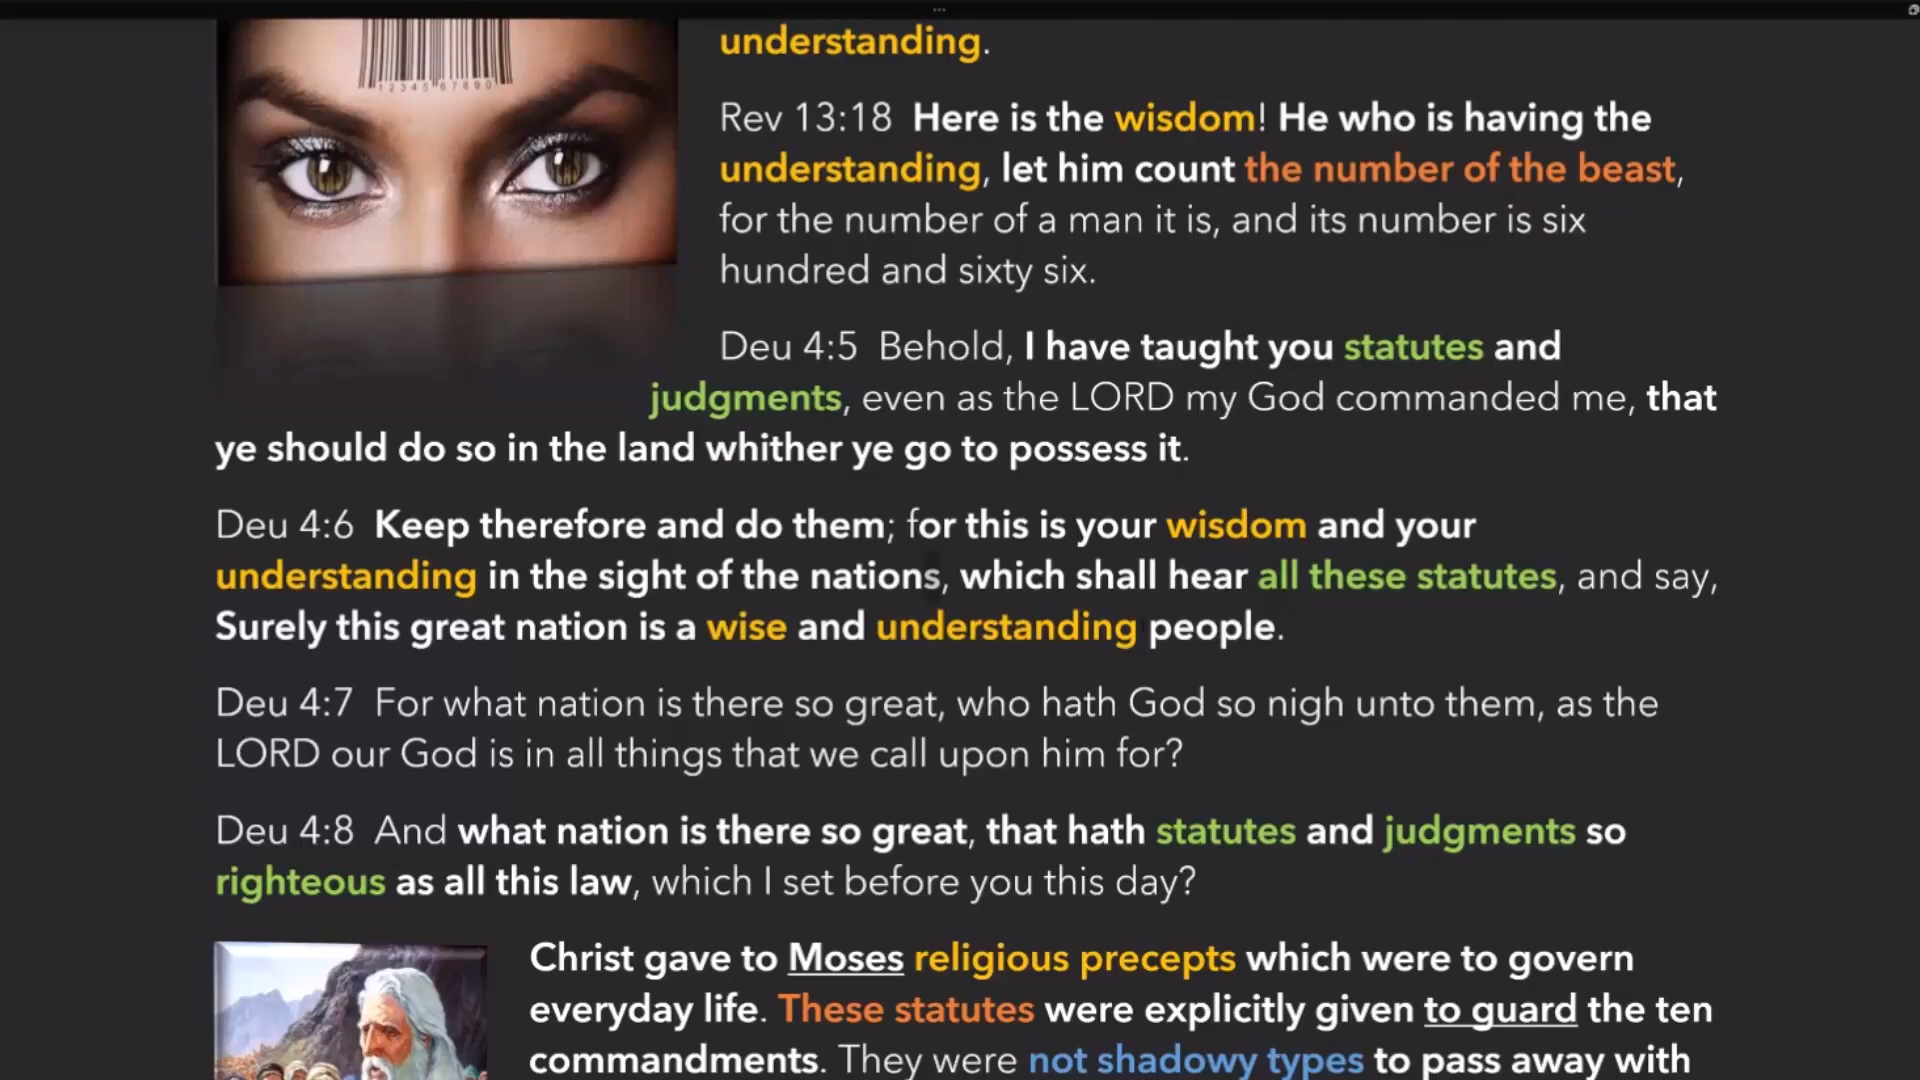 1234567890
understanding.
Rev 13:18 Here is the wisdom! He who is having the
understanding, let him count the number of the beast,
for the number of a man it is, and its number is six
hundred and sixty six.
Deu 4:5 Behold, I have taught you statutes and
judgments, even as the LORD my God commanded me, that
ye should do so in the land whither ye go to possess it.
Deu 4:6 Keep therefore and do them; for this is your wisdom and your
understanding in the sight of the nations, which shall hear all these statutes, and say,
Surely this great nation is a wise and understanding people.
Deu 4:7 For what nation is there so great, who hath God so nigh unto them, as the
LORD our God is in all things that we call upon him for?
Deu 4:8 And what nation is there so great, that hath statutes and judgments so
righteous as all this law, which I set before you this day?
Christ gave to Moses religious precepts which were to govern
everyday life. These statutes were explicitly given to guard the ten
commandments. They were not shadowy types to pass away with